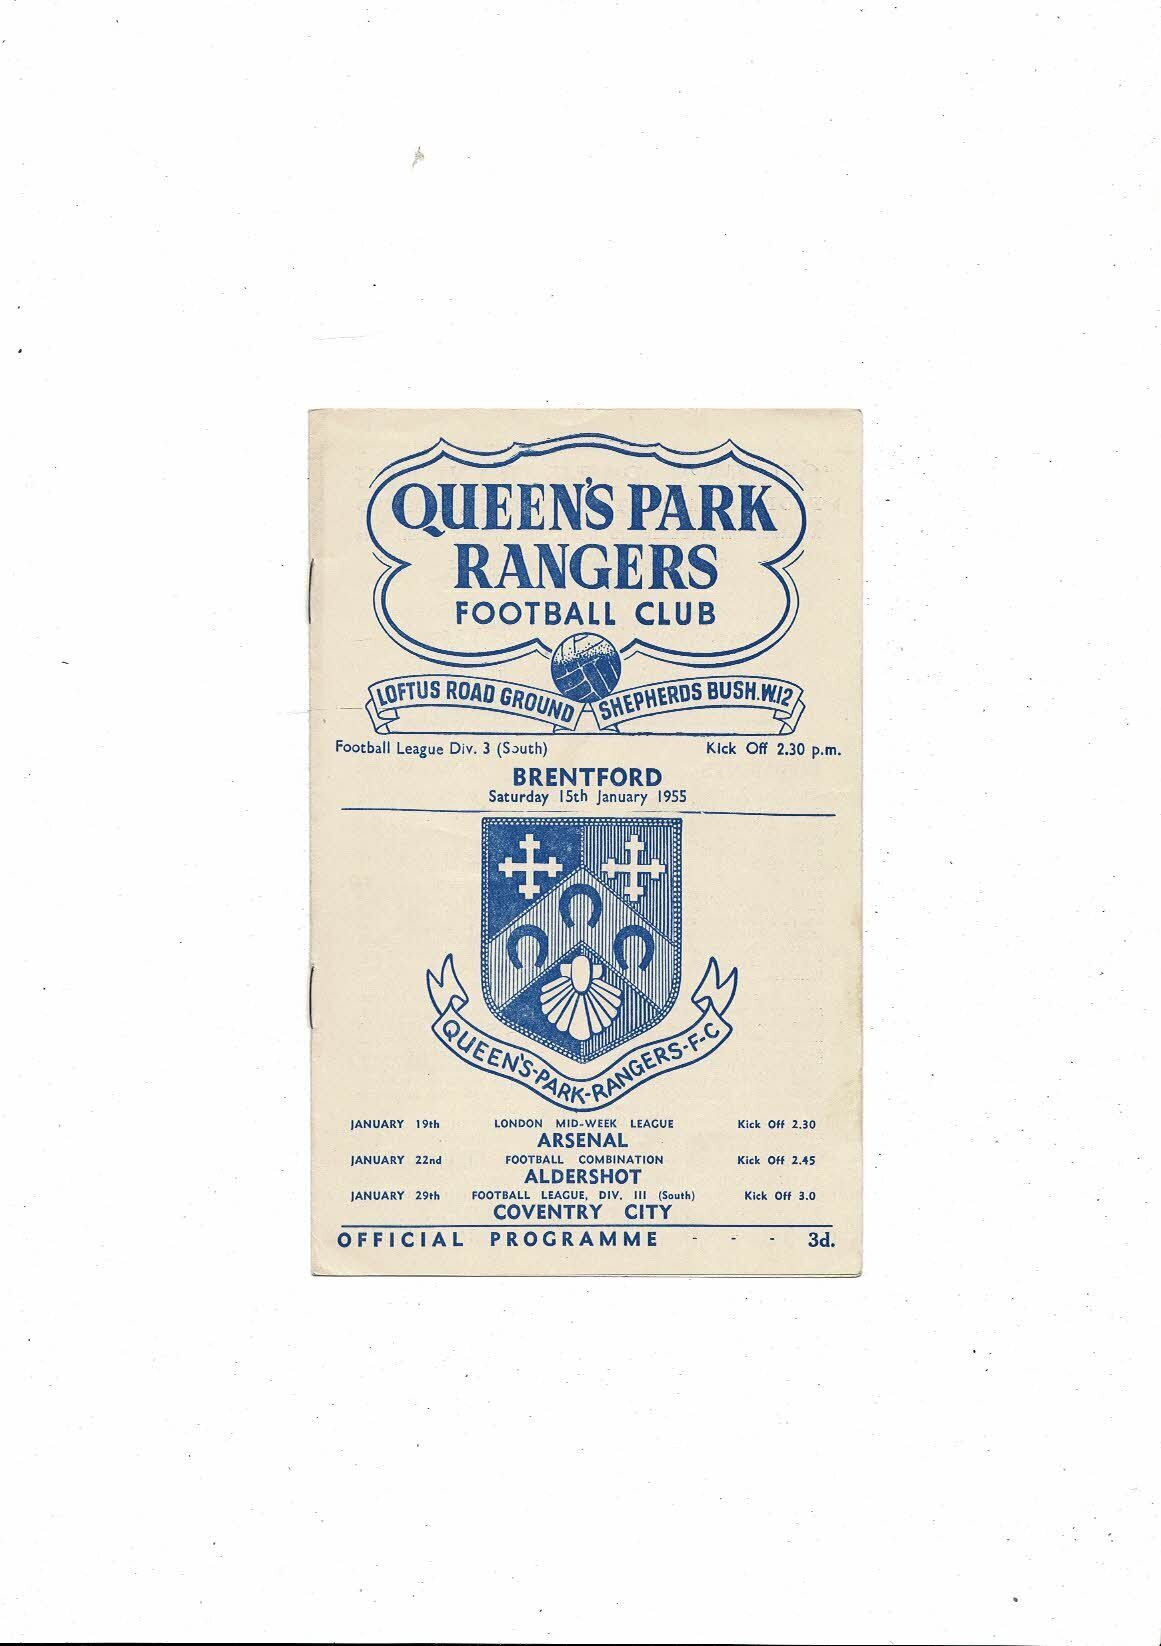 QUEEN'S PARK
RANGERS
FOOTBALL CLUB
LOFTUS ROAD GROUND SHEPHERDS BUSH.W.12
Football League Div. 3 (South) Kick Off 2.30 p.m.
BRENTFORD
Saturday 15th January 1955
QUEEN'S-PARK-RANGERS-F-C
JANUARY 19th LONDON MID-WEEK LEAGUE Kick Off 2.30
ARSENAL
JANUARY 22nd FOOTBALL COMBINATION Kick Off 2.45
ALDERSHOT
JANUARY 29th FOOTBALL LEAGUE, DIV. III (South) Kick Off 3.0
COVENTRY CITY
OFFICIAL PROGRAMME - - - 3d.